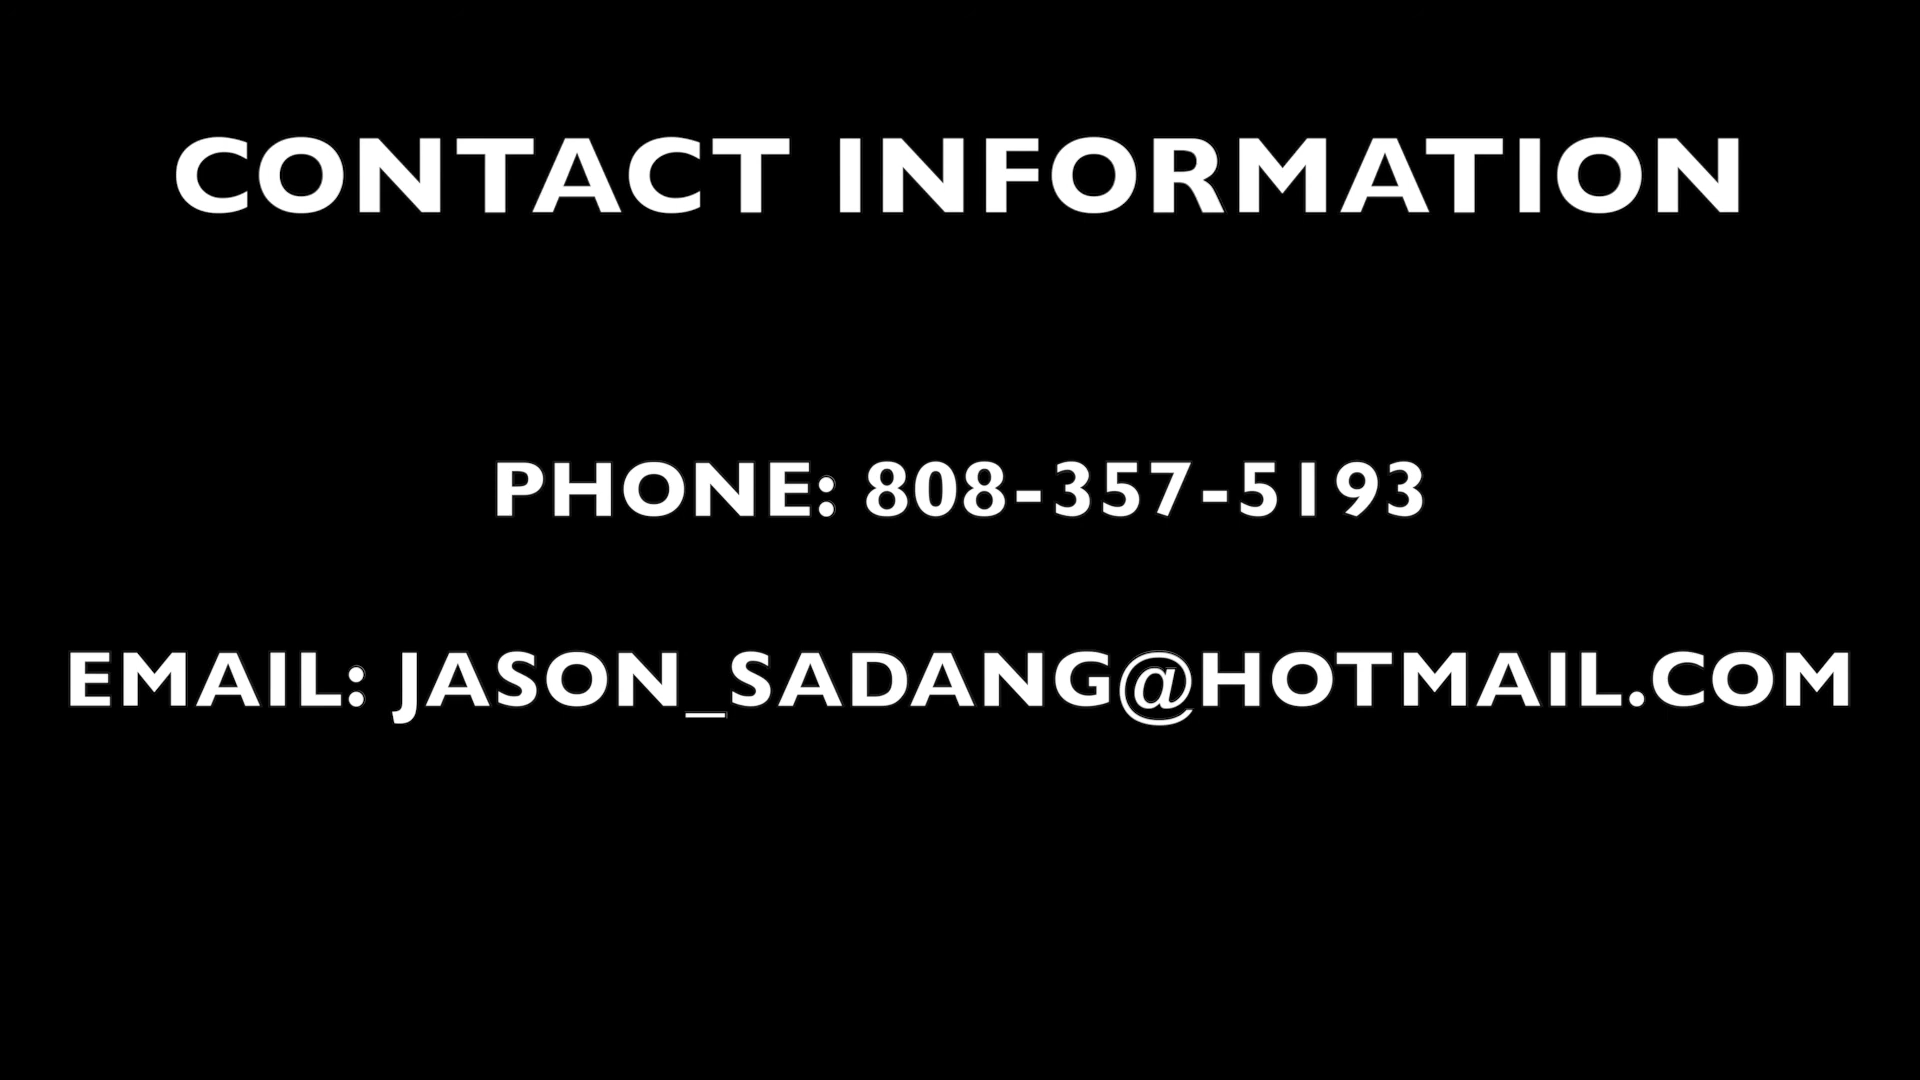 CONTACT INFORMATION
PHONE: 808-357-5193
EMAIL: JASON_SADANG@HOTMAIL.COM